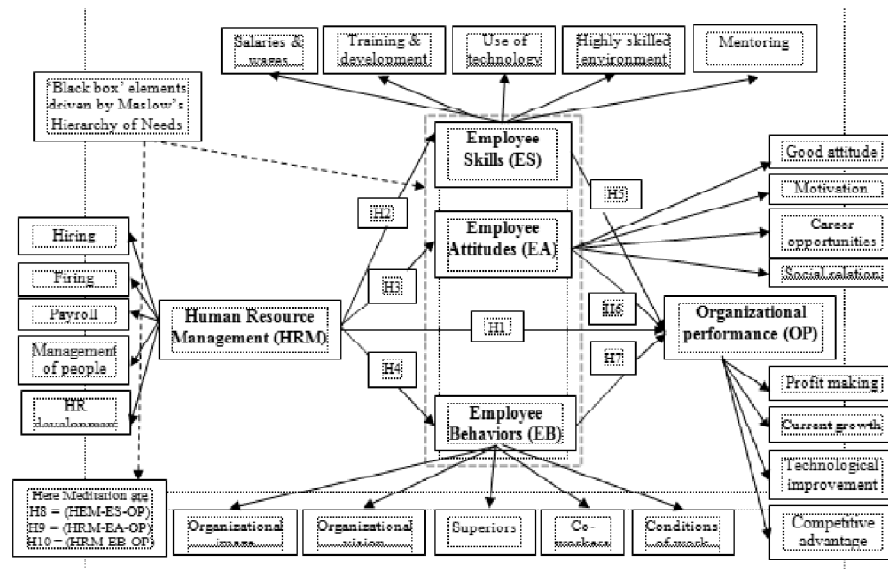 Salaries &
wages
Training &
development
Use of
technology
Highly skilled
environment
Mentoring
'Black box' elements
driven by Maslow's
Hierarchy of Needs
Employee
Skills (ES)
Good attitude
H5
Motivation
H2
Employee
Attitudes (EA)
Career
opportunities
Hiring
Social relation
Firing
H3
Payroll
Human Resource
Management (HRM)
H1
H6
Organizational
performance (OP)
Management
of people
H4
H7
HR
development
Employee
Behaviors (EB)
Profit making
Current growth
Technological
improvement
Here Meditation are
H8 = (HEM-ES-OP)
H9 = (HRM-EA-OP)
H10 = (HRM-EB-OP)
Organizational
image
Organizational
vision
Superiors
Co-
workers
Conditions
of work
Competitive
advantage